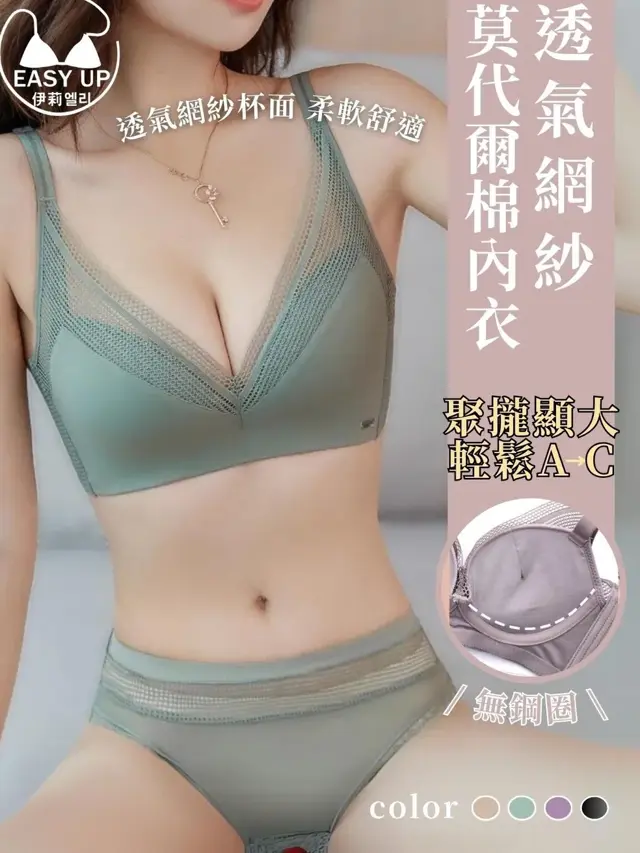 EASY UP
伊莉엘리
透氣網紗杯面 柔軟舒適
透氣網紗
莫代爾棉內衣
聚攏顯大
輕鬆A→C
無鋼圈
color